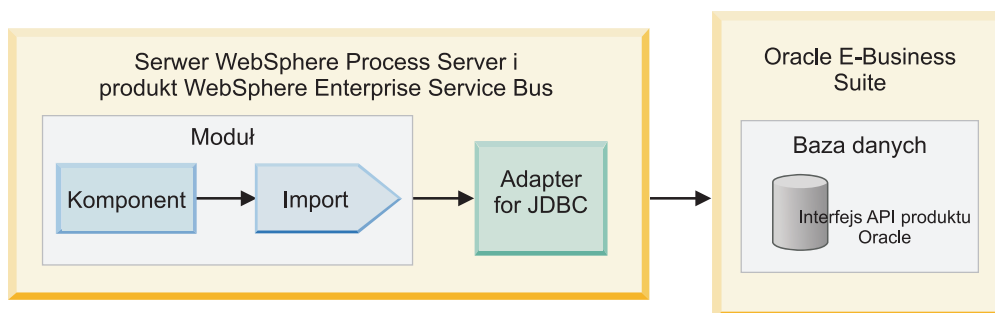 Serwer WebSphere Process Server i
produkt WebSphere Enterprise Service Bus
Moduł
Komponent
Import
Adapter
for JDBC
Oracle E-Business
Suite
Baza danych
Interfejs API produktu
Oracle